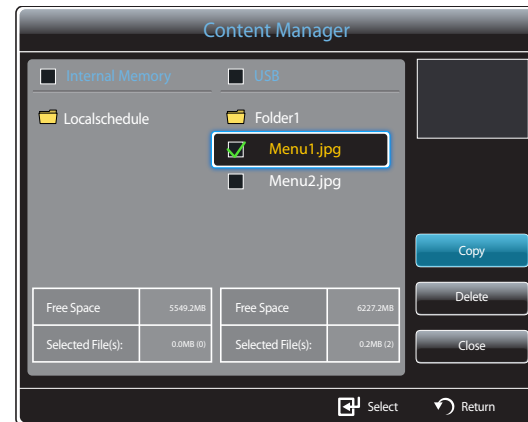 Content Manager
Internal Memory
USB
Localschedule
Folder1
Menu1.jpg
Menu2.jpg
Copy
Delete
Close
Free Space 5549.2MB
Selected File(s): 0.0MB (0)
Free Space 6227.2MB
Selected File(s): 0.2MB (2)
Select Return